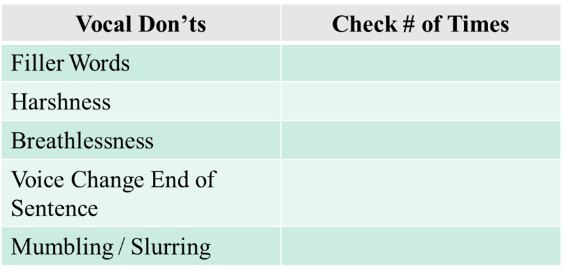 Vocal Don’ts Check # of Times
Filler Words
Harshness
Breathlessness
Voice Change End of
Sentence
Mumbling / Slurring